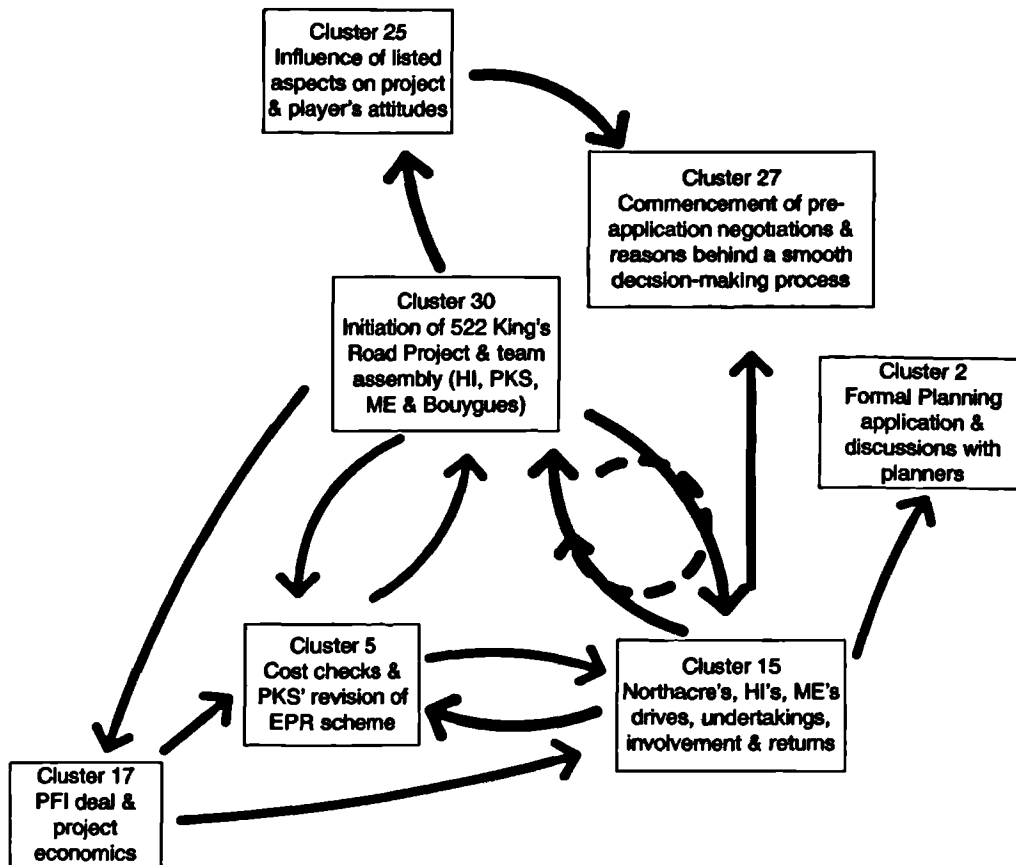 Cluster 25
Influence of listed
aspects on project
& player's attitudes
Cluster 27
Commencement of pre-
application negotiations &
reasons behind a smooth
decision-making process
Cluster 30
Initiation of 522 King's
Road Project & team
assembly (HI, PKS,
ME & Bouygues)
Cluster 2
Formal Planning
application &
discussions with
planners
Cluster 5
Cost checks &
PKS' revision of
EPR scheme
Cluster 15
Northacre's, HI's, ME's
drives, undertakings,
involvement & returns
Cluster 17
PFI deal &
project
economics